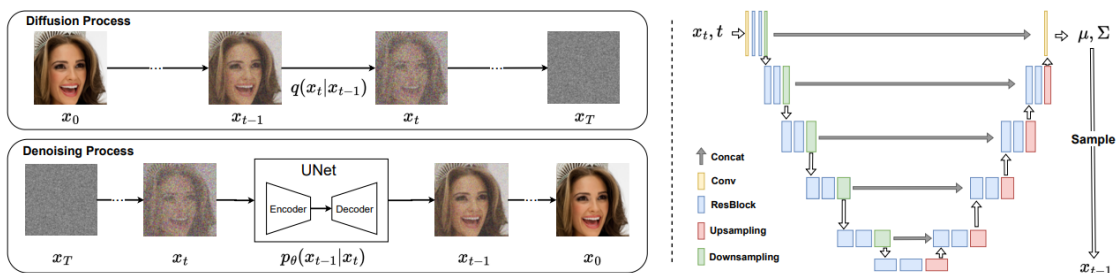 Diffusion Process
...
...
q(x_t|x_{t-1})
x_0
x_{t-1}
x_t
x_T
Denoising Process
UNet
...
Encoder
Decoder
...
x_T
x_t
p_θ(x_{t-1}|x_t)
x_{t-1}
x_0
x_t, t
μ, Σ
Sample
Concat
Conv
ResBlock
Upsampling
Downsampling
x_{t-1}